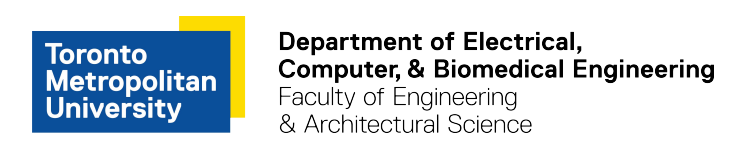 Toronto
Metropolitan
University
Department of Electrical,
Computer, & Biomedical Engineering
Faculty of Engineering
& Architectural Science